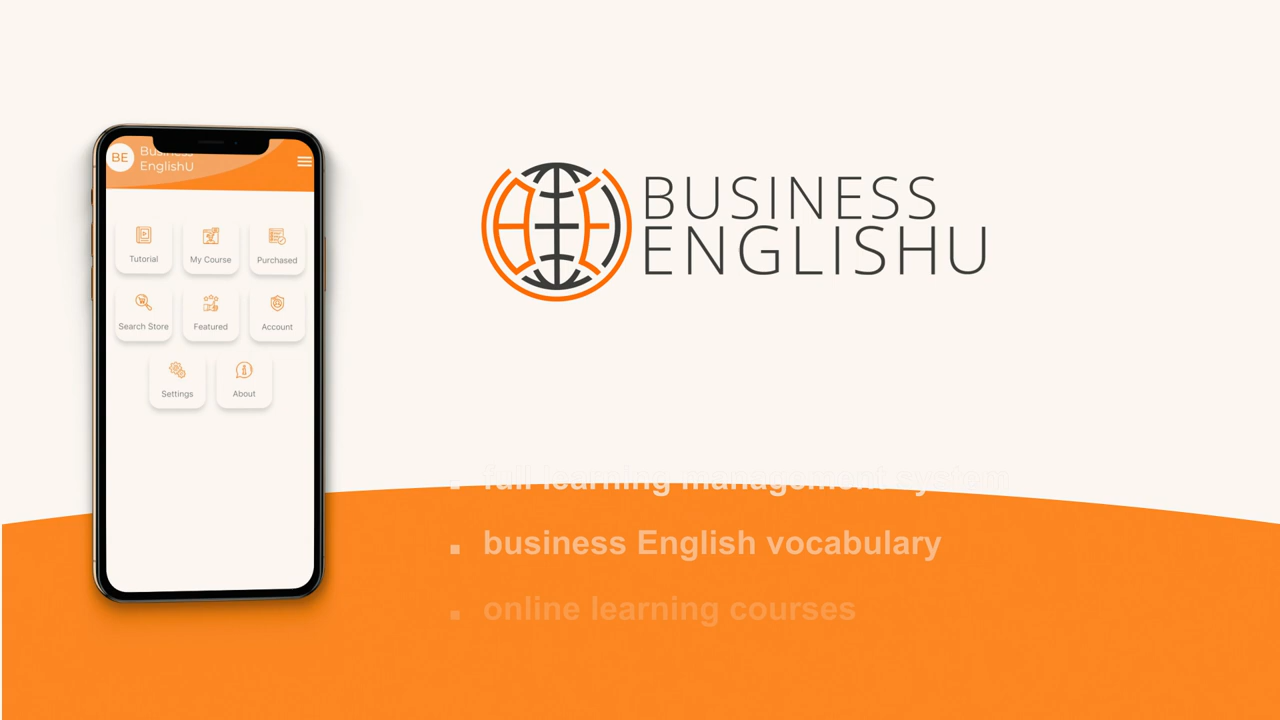 BE
Business
EnglishU
Tutorial
My Course
Purchased
Search Store
Featured
Account
Settings
About
BUSINESS
ENGLISHU
full learning management system
business English vocabulary
online learning courses